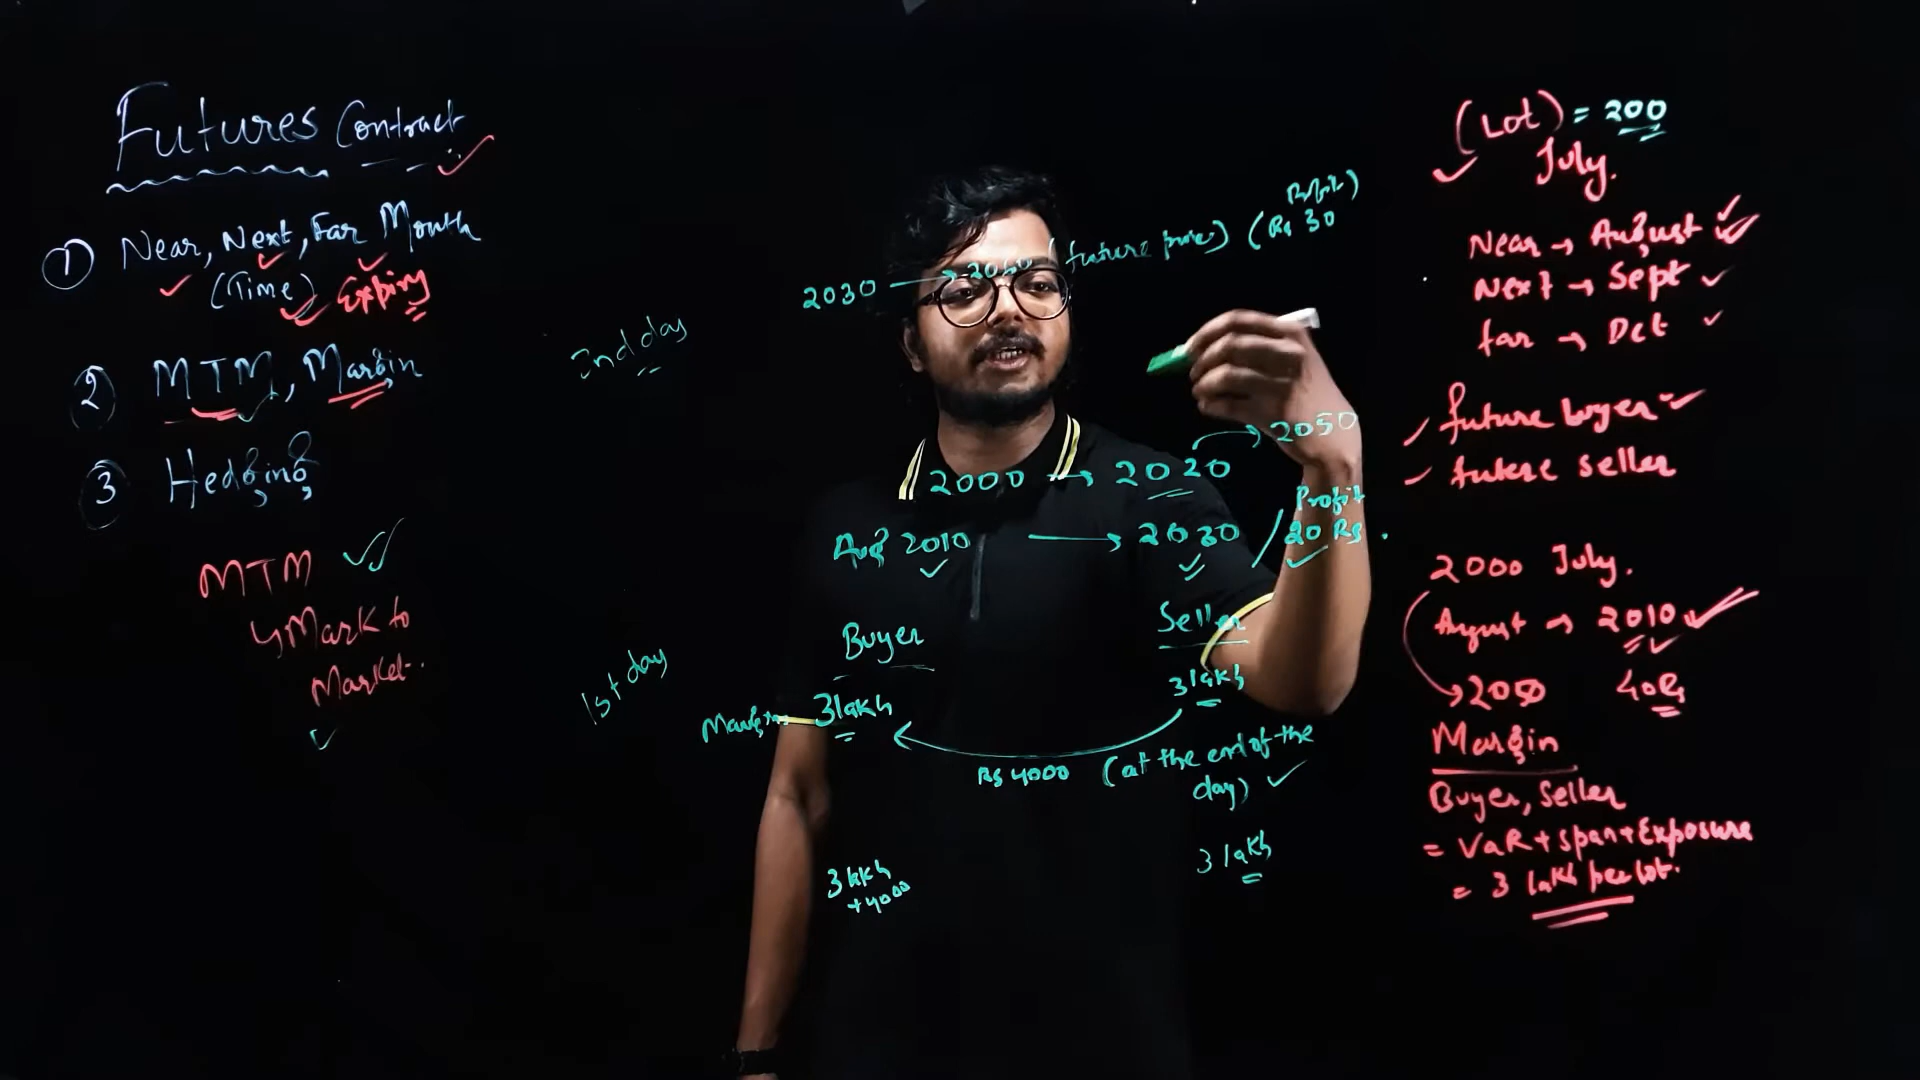 Futures Contract
① Near, Next, Far Month
(Time) Expiry
② MTM, Margin
③ Hedging
MTM
↳ Mark to
Market.
2nd day
2030 → 2060 (future price) (Rs 30
Profit)
2000 → 2020 → 2050
Aug 2010 → 2030 / Profit
20 Rs.
1st day
Buyer
Seller
Margin 3 lakh
3 lakh
Rs 4000 (at the end of the
day)
3 lakh
+4000
3 lakh
(Lot) = 200
July.
Near → August
Next → Sept
far → Oct
future buyer
future seller
2000 July.
August → 2010
Margin
Buyer, Seller
= VaR + Span + Exposure
= 3 lakh per lot.